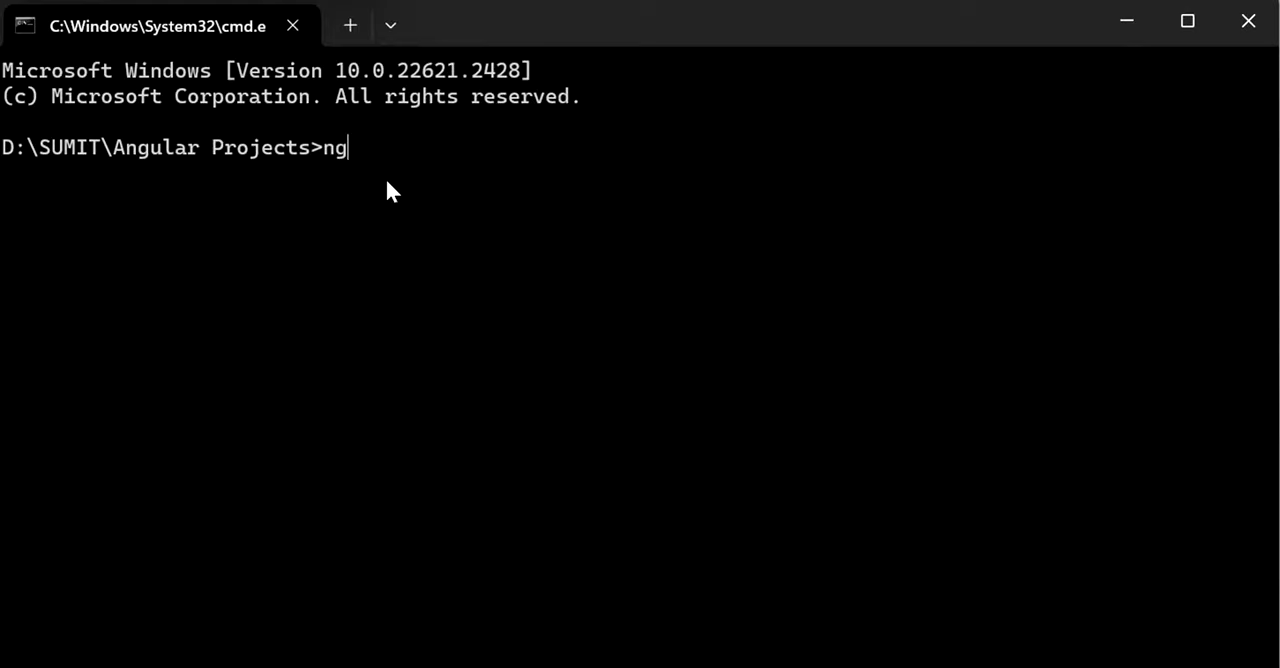 C:\Windows\System32\cmd.e
Microsoft Windows [Version 10.0.22621.2428]
(c) Microsoft Corporation. All rights reserved.
D:\SUMIT\Angular Projects>ng